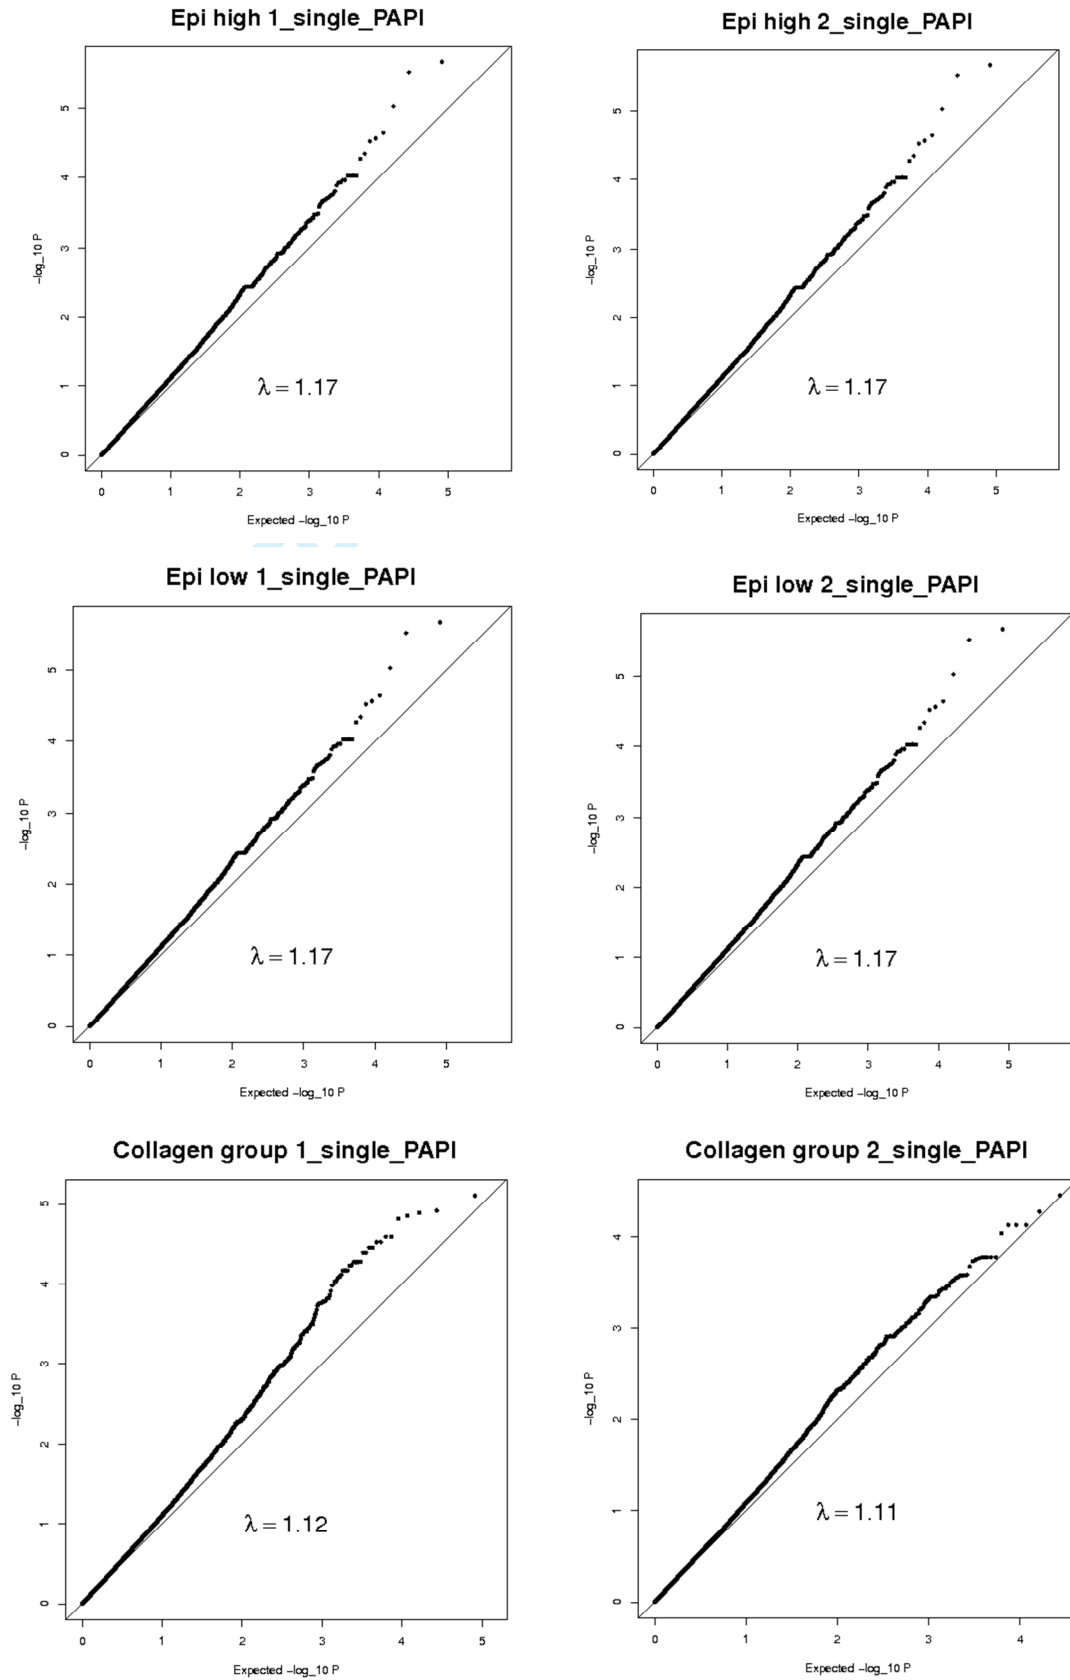 Epi high 1_single_PAPI
5
4
3
2
1
0
-log_10 P
λ = 1.17
0 1 2 3 4 5
Expected -log_10 P
Epi high 2_single_PAPI
5
4
3
2
1
0
-log_10 P
λ = 1.17
0 1 2 3 4 5
Expected -log_10 P
Epi low 1_single_PAPI
5
4
3
2
1
0
-log_10 P
λ = 1.17
0 1 2 3 4 5
Expected -log_10 P
Epi low 2_single_PAPI
5
4
3
2
1
0
-log_10 P
λ = 1.17
0 1 2 3 4 5
Expected -log_10 P
Collagen group 1_single_PAPI
5
4
3
2
1
0
-log_10 P
λ = 1.12
0 1 2 3 4 5
Expected -log_10 P
Collagen group 2_single_PAPI
4
3
2
1
0
-log_10 P
λ = 1.11
0 1 2 3 4
Expected -log_10 P